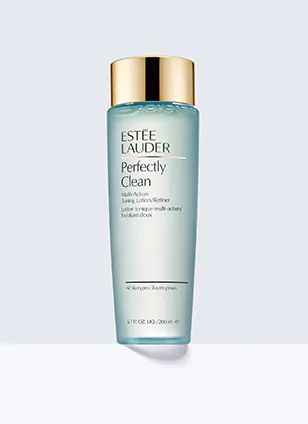 ESTĒE
LAUDER
Perfectly
Clean
Multi-Action
Toning Lotion/Refiner
Lotion tonique multi-action/
Exfoliant doux
All Skintypes/Toutes peaux
6.7 FL.OZ. LIQ./200 ml ℮